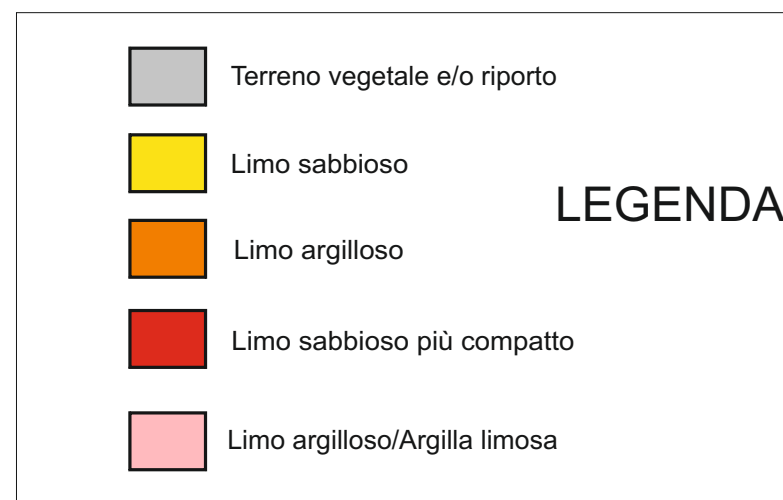 Terreno vegetale e/o riporto
Limo sabbioso
LEGENDA
Limo argilloso
Limo sabbioso più compatto
Limo argilloso/Argilla limosa